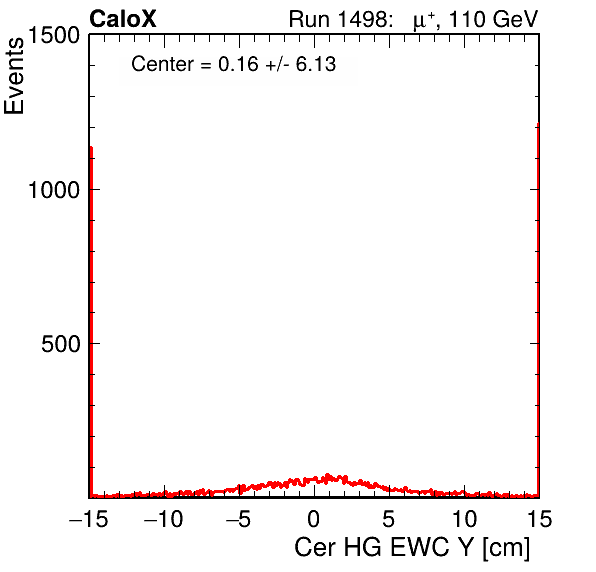 CaloX Run 1498: μ⁺, 110 GeV
Center = 0.16 +/- 6.13
Events
1500
1000
500
−15 −10 −5 0 5 10 15
Cer HG EWC Y [cm]